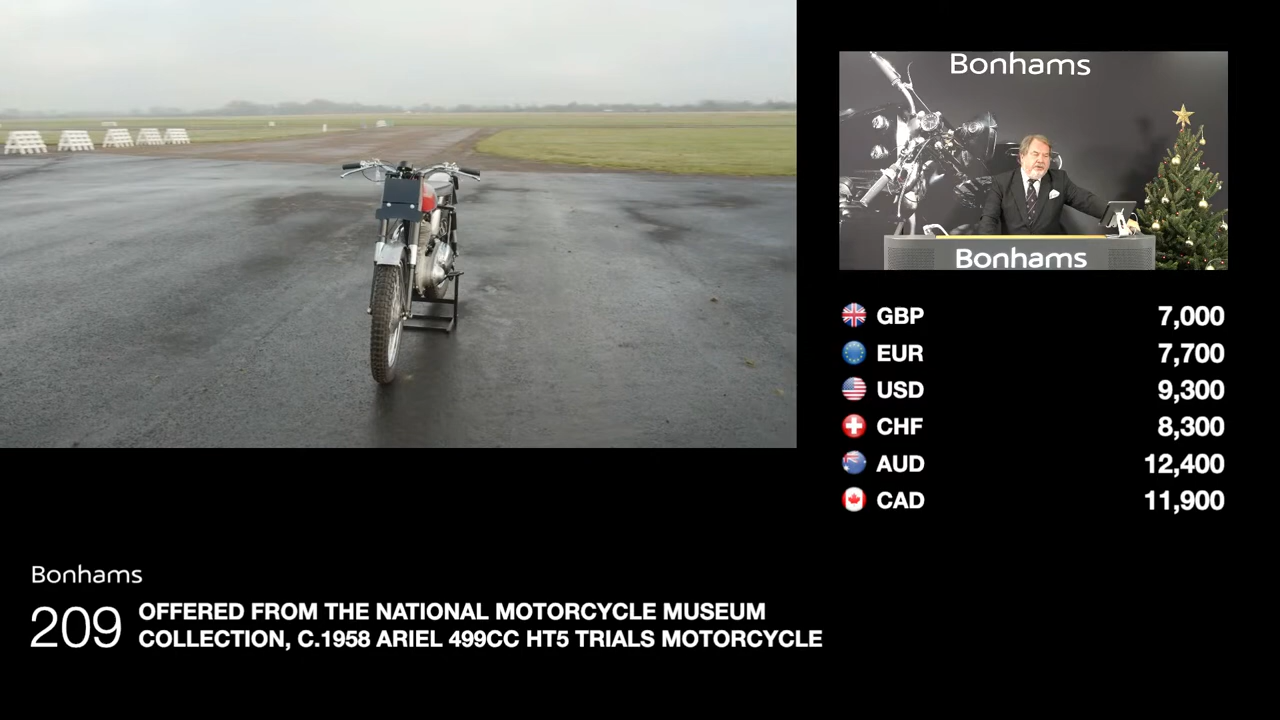 Bonhams
Bonhams
GBP 7,000
EUR 7,700
USD 9,300
CHF 8,300
AUD 12,400
CAD 11,900
Bonhams
209
OFFERED FROM THE NATIONAL MOTORCYCLE MUSEUM
COLLECTION, C.1958 ARIEL 499CC HT5 TRIALS MOTORCYCLE